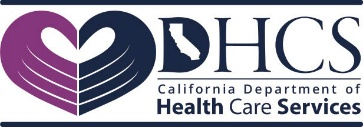 DHCS
California Department of
Health Care Services